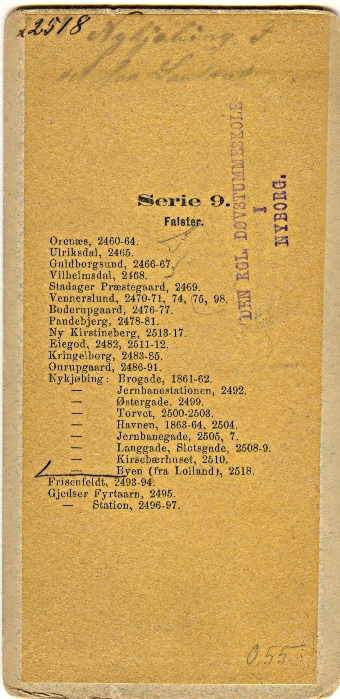 2518
Nykjøbing F
Serie 9.
Falster.
Orenæs, 2460-64.
Ulriksdal, 2465.
Guldborgsund, 2466-67.
Vilhelmsdal, 2468.
Stadager Præstegaard, 2469.
Vennerslund, 2470-71, 74, 75, 98.
Boderupgaard, 2476-77.
Pandebjerg, 2478-81.
Ny Kirstineberg, 2513-17.
Eiegod, 2482, 2511-12.
Kringelborg, 2483-85.
Ourupgaard, 2486-91.
Nykjøbing: Brogade, 1861-62.
— Jernbanestationen, 2492.
— Østergade, 2499.
— Torvet, 2500-2503.
— Havnen, 1863-64, 2504.
— Jernbanegade, 2505, 7.
— Langgade, Slotsgade, 2508-9.
— Kirsebærhuset, 2510.
— Byen (fra Lolland), 2518.
Frisenfeldt, 2493-94.
Gjedser Fyrtaarn, 2495.
— Station, 2496-97.
DEN KGL. DØVSTUMMESKOLE
I
NYBORG.
0,55